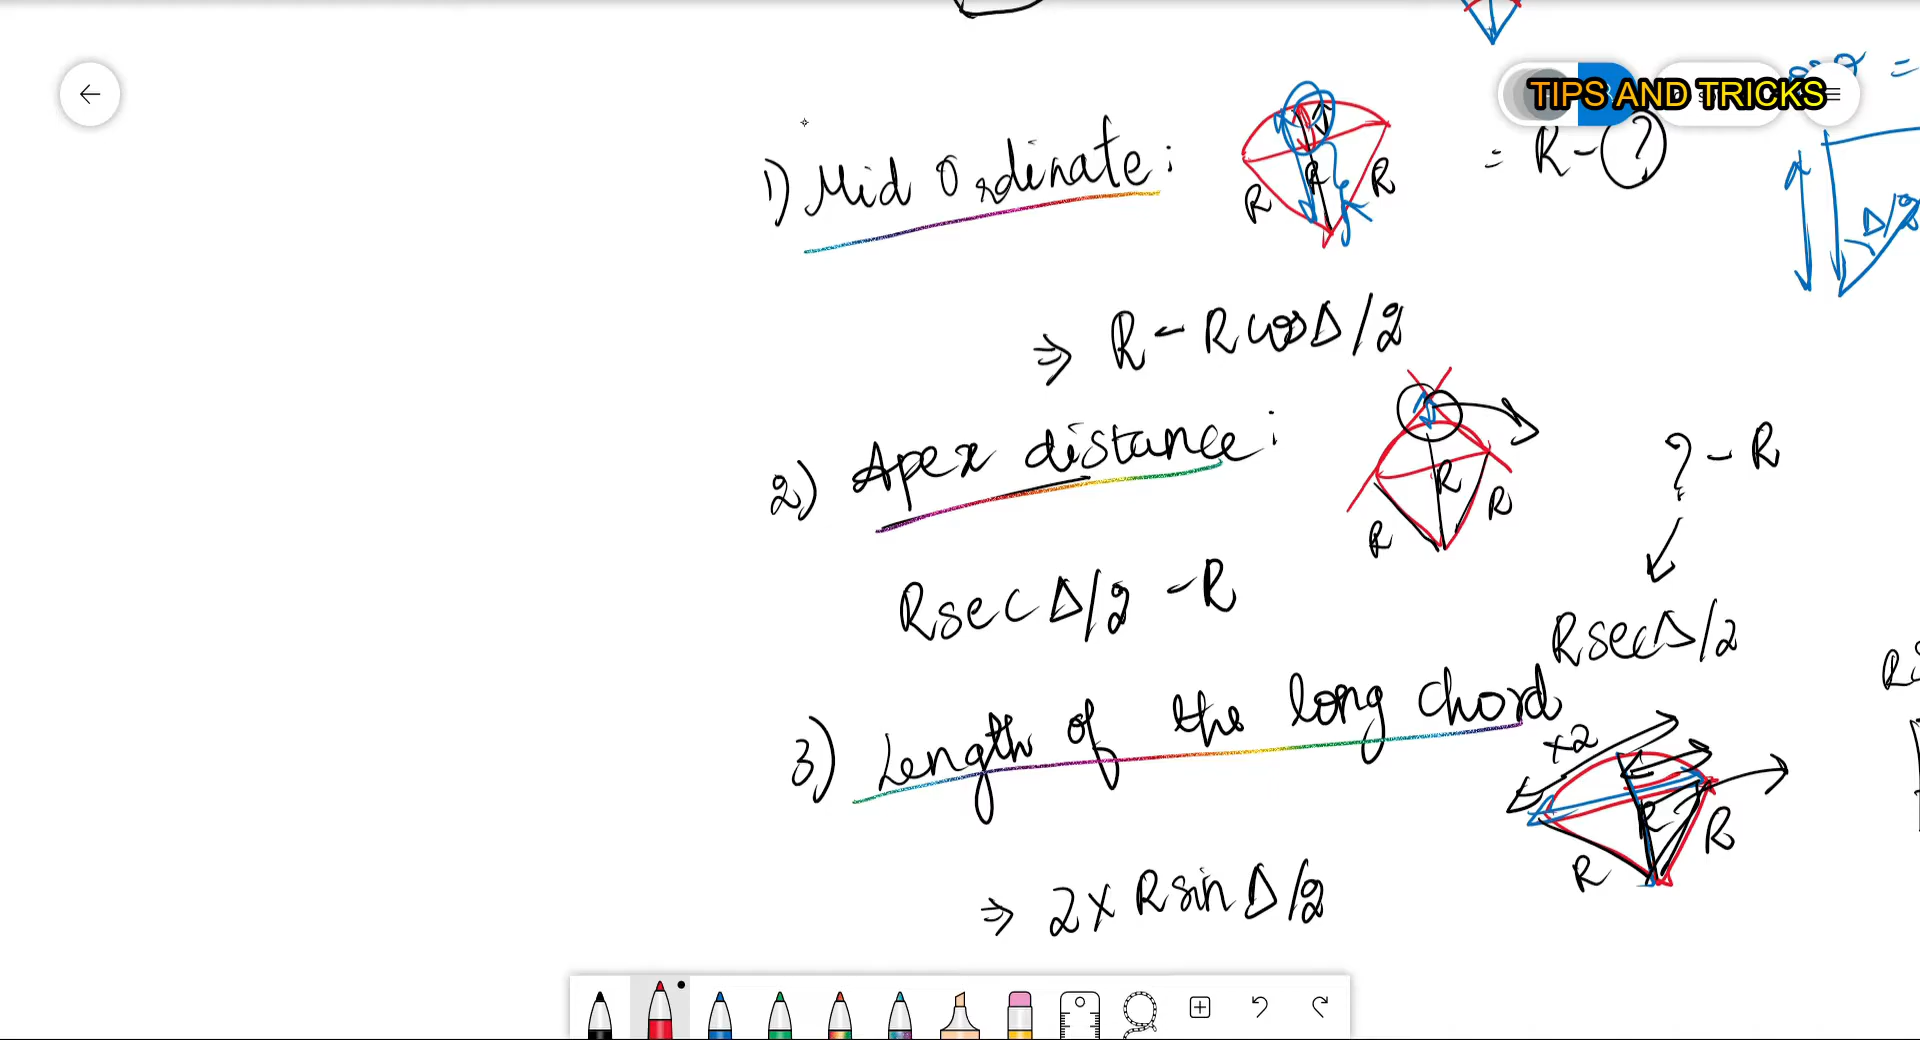 TIPS AND TRICKS
1) Mid Ordinate:
= R - ?
R R R
Δ/2
⇒ R - R cos Δ/2
2) Apex distance:
? - R
R R R
R sec Δ/2 - R
R sec Δ/2
3) Length of the long chord
×2
R R R
⇒ 2 × R sin Δ/2